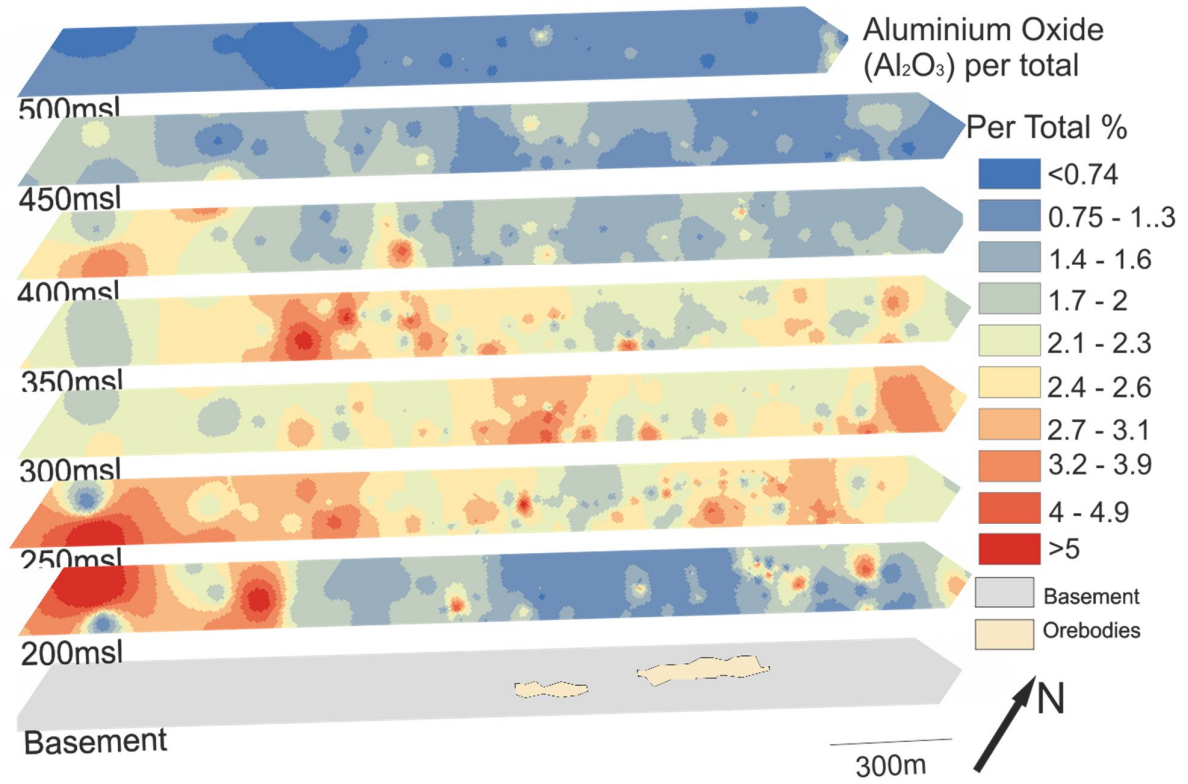 Aluminium Oxide
(Al₂O₃) per total
500msl
Per Total %
<0.74
450msl
0.75 - 1..3
1.4 - 1.6
400msl
1.7 - 2
2.1 - 2.3
350msl
2.4 - 2.6
2.7 - 3.1
300msl
3.2 - 3.9
4 - 4.9
250msl
>5
Basement
Orebodies
200msl
N
Basement
300m